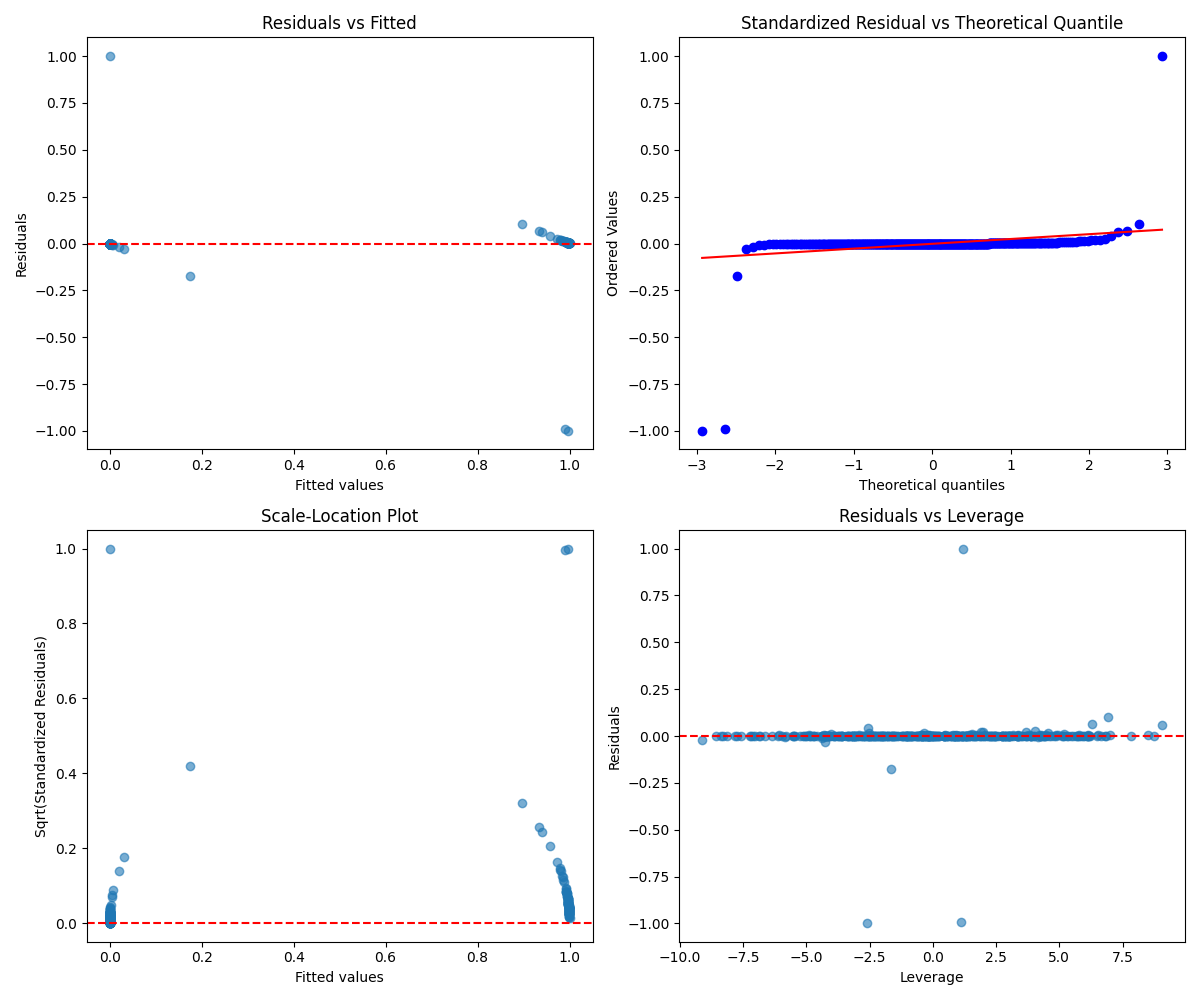 Residuals vs Fitted
1.00
0.75
0.50
0.25
0.00
−0.25
−0.50
−0.75
−1.00
Residuals
0.0 0.2 0.4 0.6 0.8 1.0
Fitted values
Standardized Residual vs Theoretical Quantile
1.00
0.75
0.50
0.25
0.00
−0.25
−0.50
−0.75
−1.00
Ordered Values
−3 −2 −1 0 1 2 3
Theoretical quantiles
Scale-Location Plot
1.0
0.8
0.6
0.4
0.2
0.0
Sqrt(Standardized Residuals)
0.0 0.2 0.4 0.6 0.8 1.0
Fitted values
Residuals vs Leverage
1.00
0.75
0.50
0.25
0.00
−0.25
−0.50
−0.75
−1.00
Residuals
−10.0 −7.5 −5.0 −2.5 0.0 2.5 5.0 7.5
Leverage